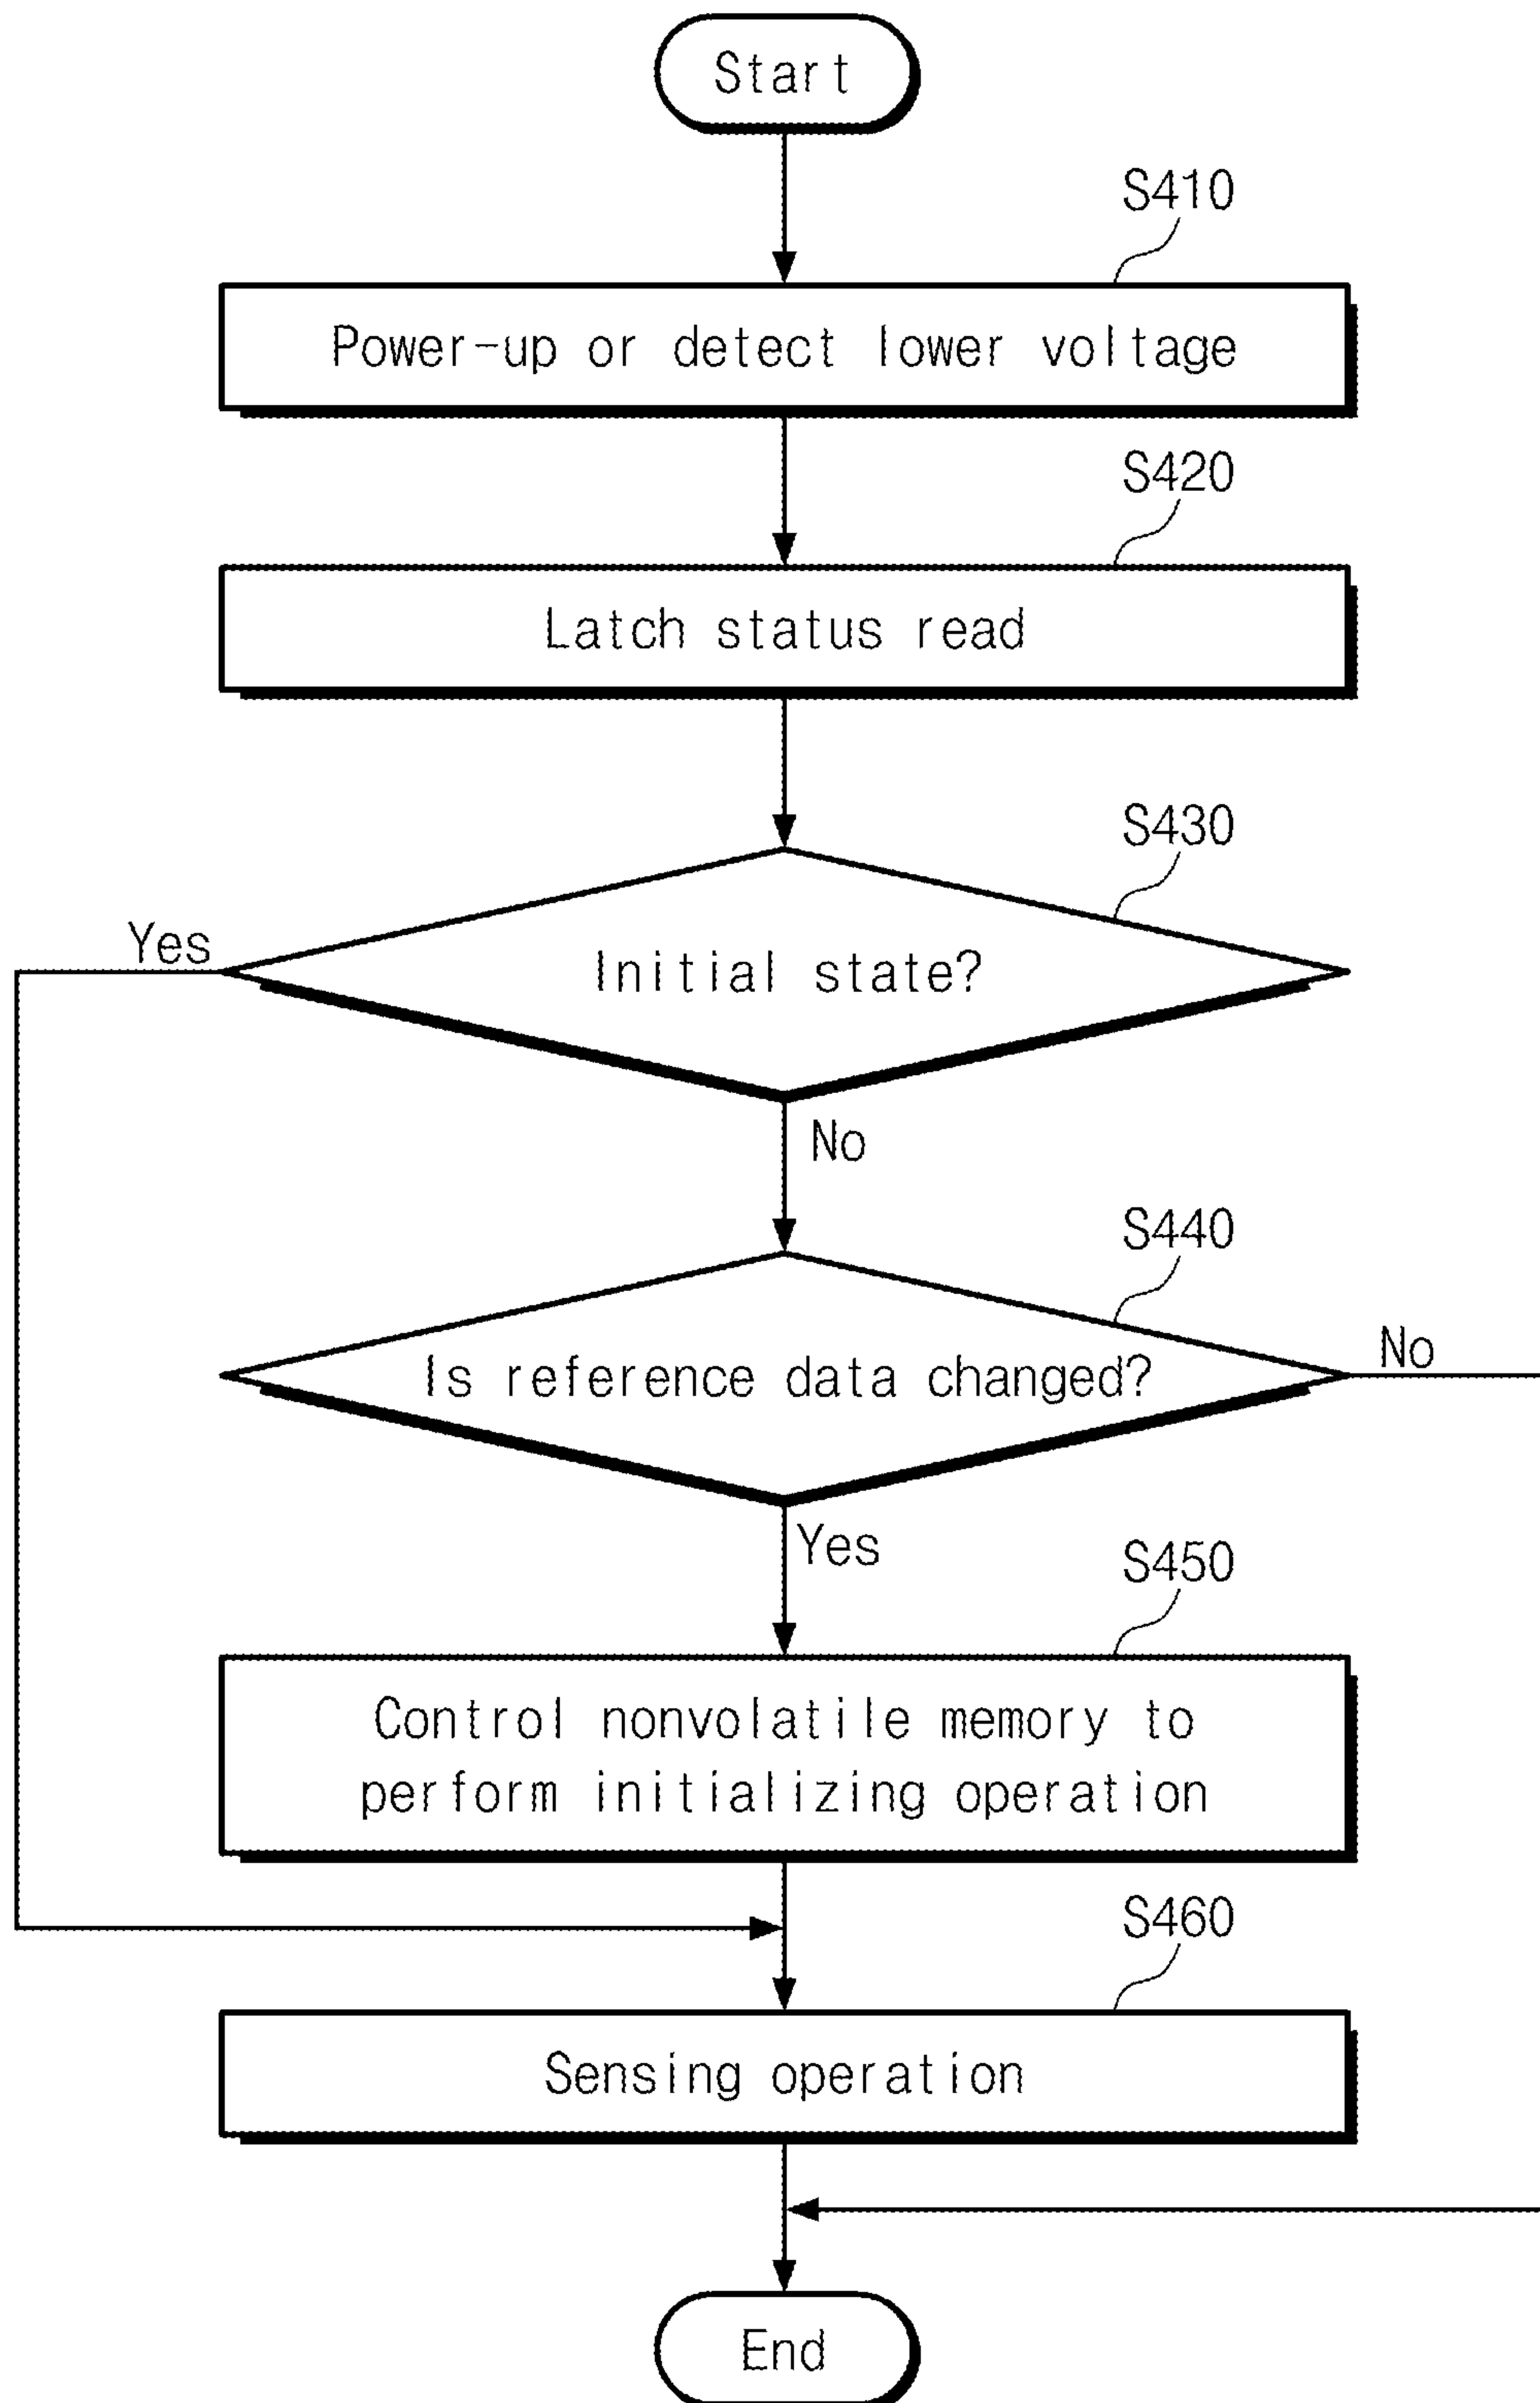 Start
S410
Power-up or detect lower voltage
S420
Latch status read
S430
Yes
Initial state?
No
S440
Is reference data changed?
No
Yes
S450
Control nonvolatile memory to
perform initializing operation
S460
Sensing operation
End